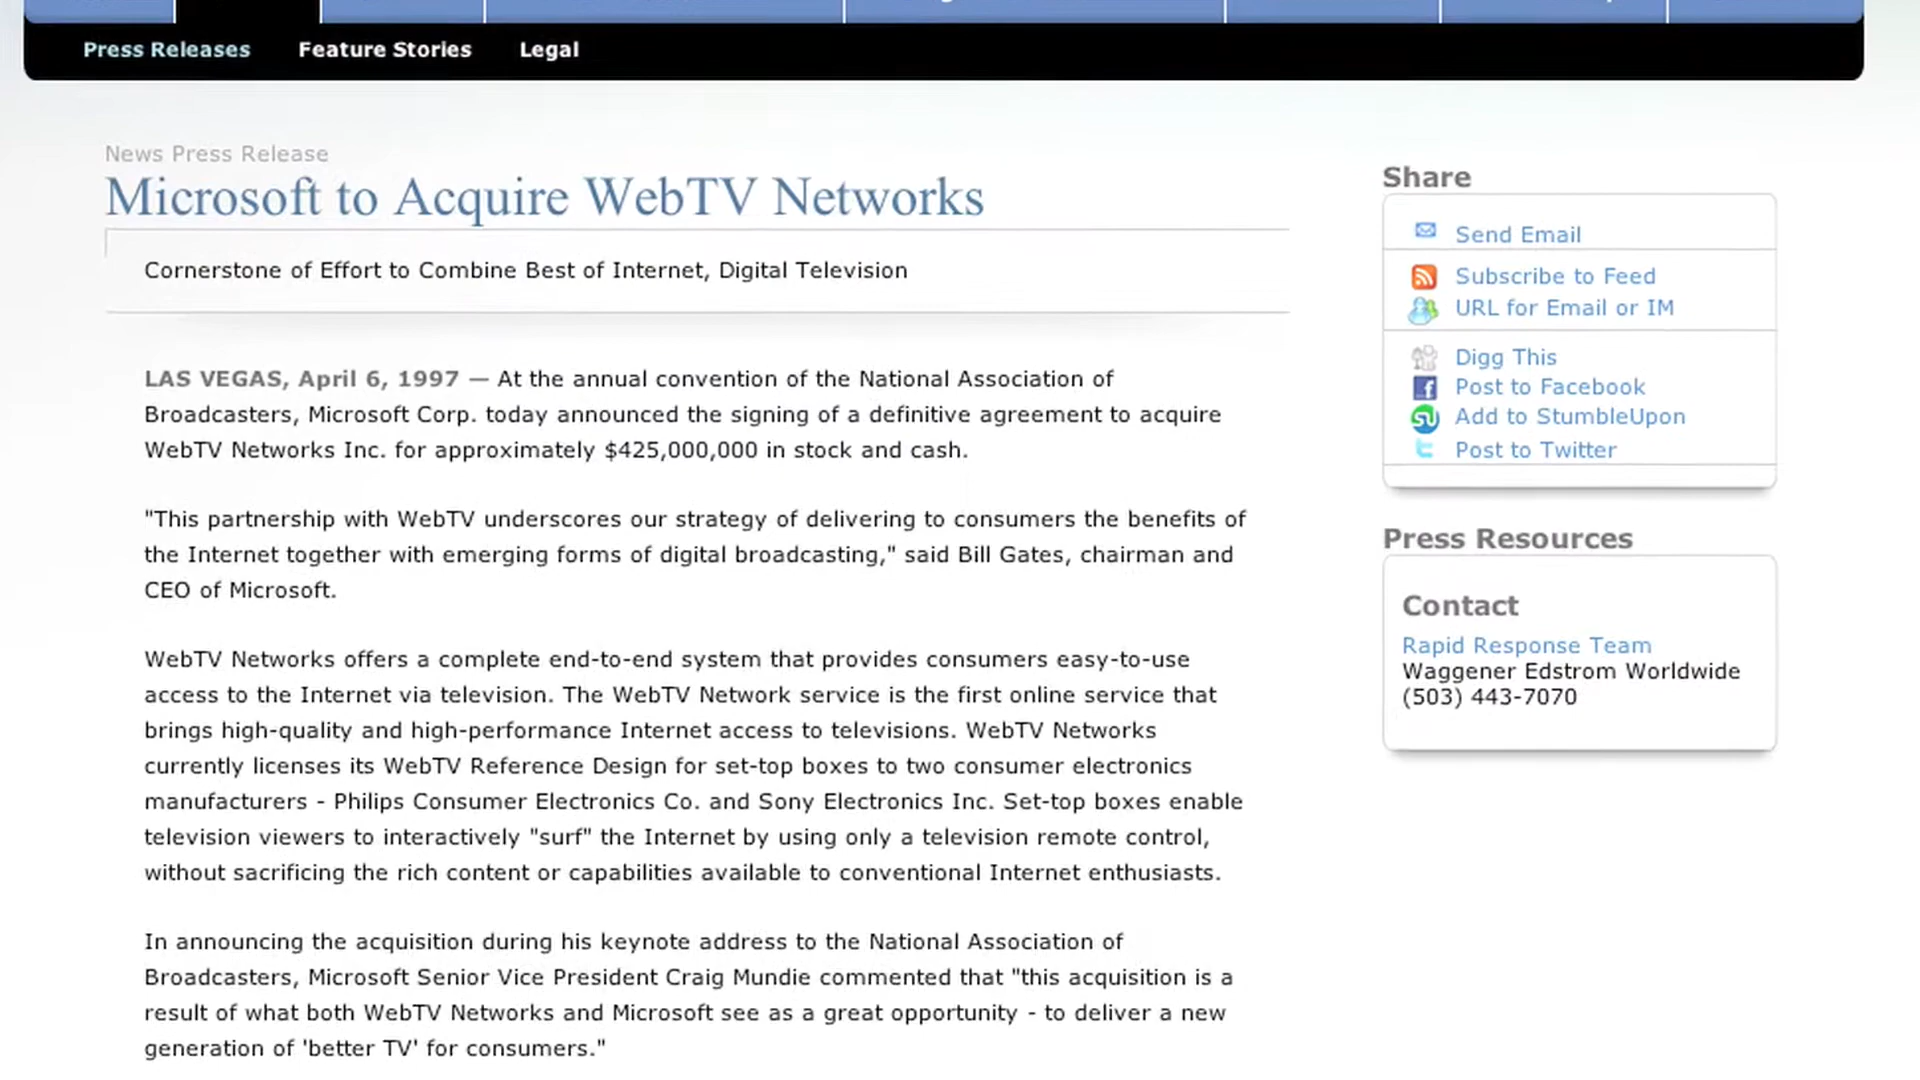 Press Releases Feature Stories Legal
News Press Release
Microsoft to Acquire WebTV Networks
Cornerstone of Effort to Combine Best of Internet, Digital Television
LAS VEGAS, April 6, 1997 — At the annual convention of the National Association of
Broadcasters, Microsoft Corp. today announced the signing of a definitive agreement to acquire
WebTV Networks Inc. for approximately $425,000,000 in stock and cash.
"This partnership with WebTV underscores our strategy of delivering to consumers the benefits of
the Internet together with emerging forms of digital broadcasting," said Bill Gates, chairman and
CEO of Microsoft.
WebTV Networks offers a complete end-to-end system that provides consumers easy-to-use
access to the Internet via television. The WebTV Network service is the first online service that
brings high-quality and high-performance Internet access to televisions. WebTV Networks
currently licenses its WebTV Reference Design for set-top boxes to two consumer electronics
manufacturers - Philips Consumer Electronics Co. and Sony Electronics Inc. Set-top boxes enable
television viewers to interactively "surf" the Internet by using only a television remote control,
without sacrificing the rich content or capabilities available to conventional Internet enthusiasts.
In announcing the acquisition during his keynote address to the National Association of
Broadcasters, Microsoft Senior Vice President Craig Mundie commented that "this acquisition is a
result of what both WebTV Networks and Microsoft see as a great opportunity - to deliver a new
generation of 'better TV' for consumers."
Share
Send Email
Subscribe to Feed
URL for Email or IM
Digg This
Post to Facebook
Add to StumbleUpon
Post to Twitter
Press Resources
Contact
Rapid Response Team
Waggener Edstrom Worldwide
(503) 443-7070